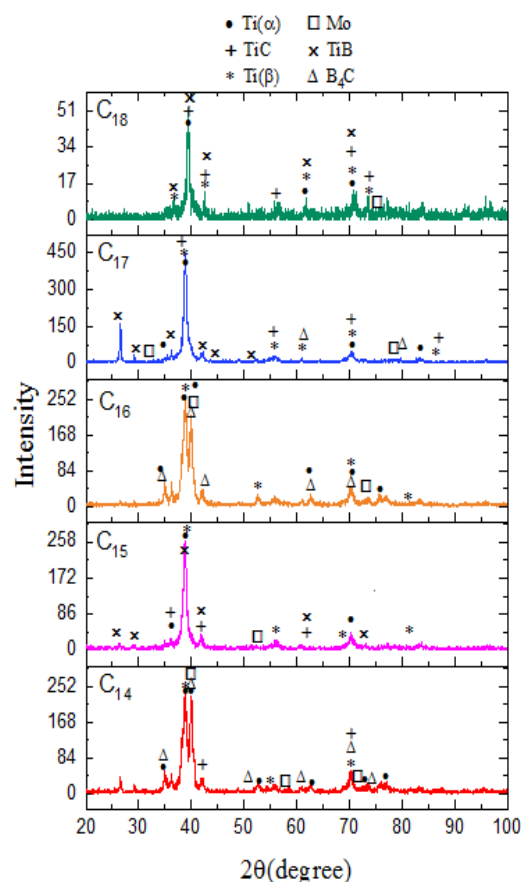 • Ti(α) □ Mo
+ TiC × TiB
* Ti(β) Δ B₄C
C₁₈
51
34
17
0
C₁₇
450
300
150
0
C₁₆
252
168
84
0
C₁₅
258
172
86
0
C₁₄
252
168
84
0
Intensity
20 30 40 50 60 70 80 90 100
2θ(degree)